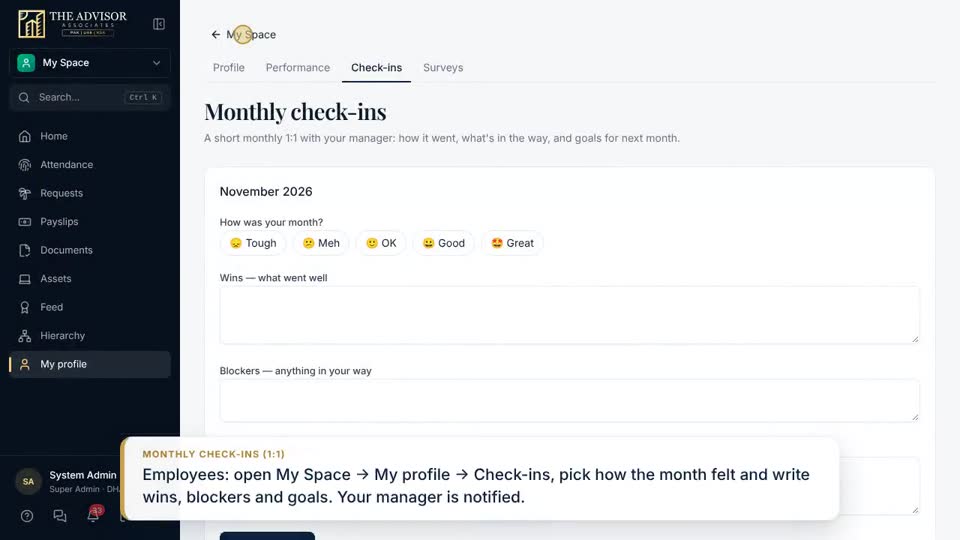 THE ADVISOR
ASSOCIATES
PAK | UAE | KSA
My Space
Search...
Ctrl K
Home
Attendance
Requests
Payslips
Documents
Assets
Feed
Hierarchy
My profile
SA
System Admin
Super Admin
My Space
Profile
Performance
Check-ins
Surveys
Monthly check-ins
A short monthly 1:1 with your manager: how it went, what's in the way, and goals for next month.
November 2026
How was your month?
Tough
Meh
OK
Good
Great
Wins — what went well
Blockers — anything in your way
MONTHLY CHECK-INS (1:1)
Employees: open My Space → My profile → Check-ins, pick how the month felt and write
wins, blockers and goals. Your manager is notified.